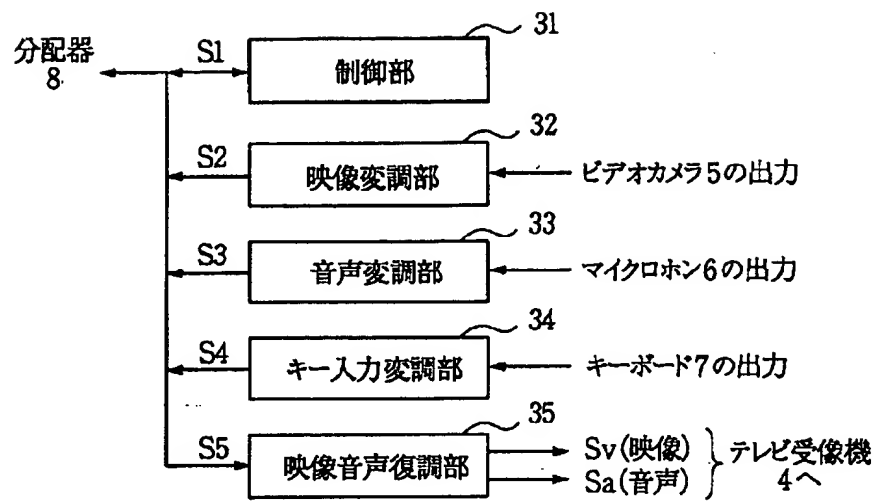 分配器
8
S1
制御部
31
S2
映像変調部
32
ビデオカメラ5の出力
S3
音声変調部
33
マイクロホン6の出力
S4
キー入力変調部
34
キーボード7の出力
S5
映像音声復調部
35
Sv(映像)
Sa(音声)
テレビ受像機
4へ